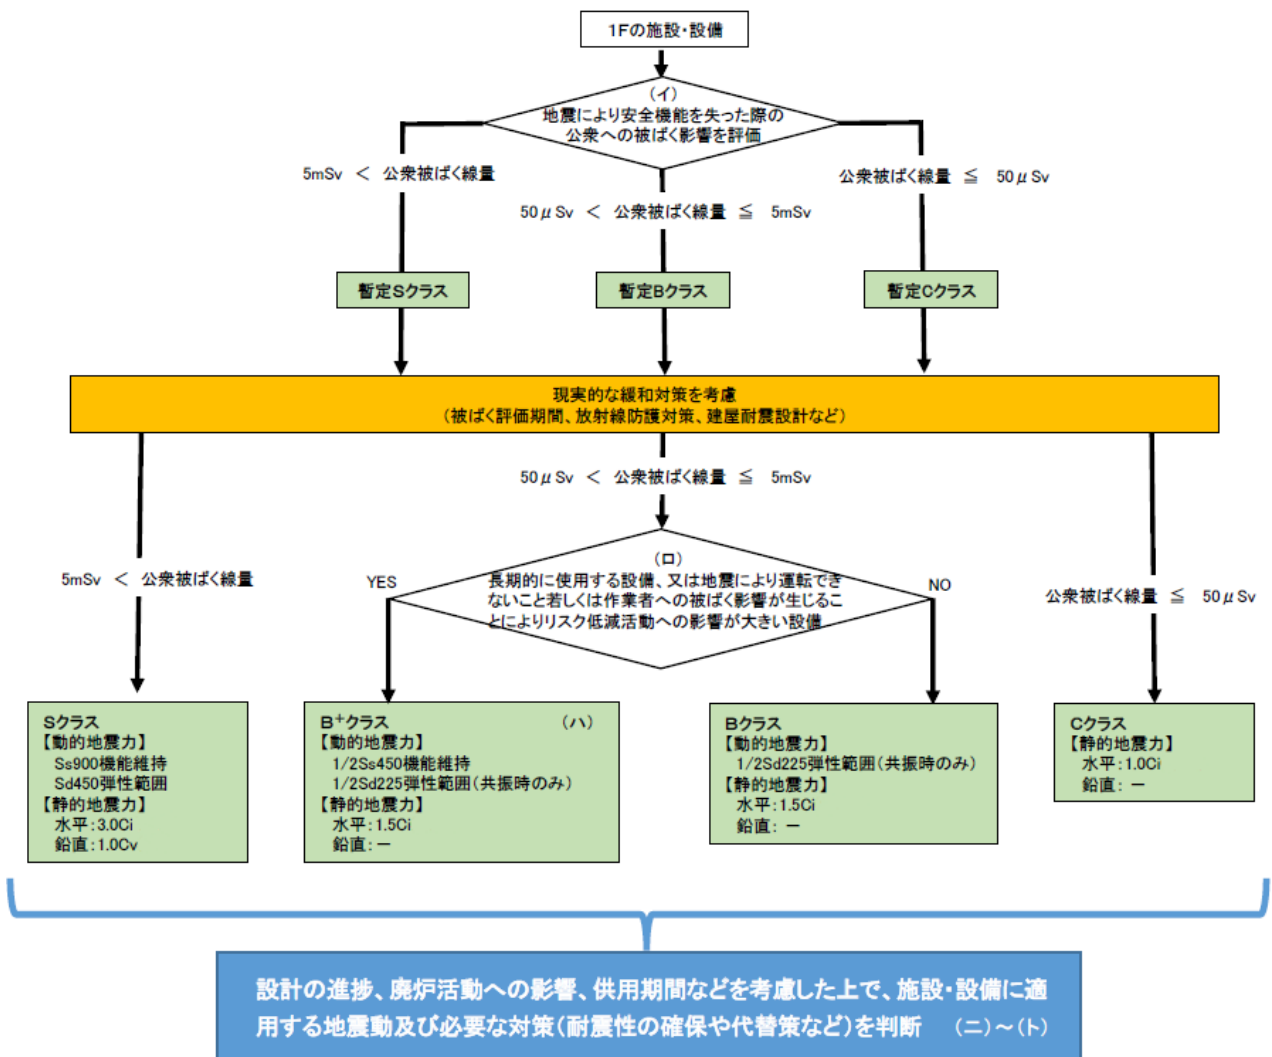 1Fの施設・設備
(イ)
地震により安全機能を失った際の
公衆への被ばく影響を評価
5mSv ＜ 公衆被ばく線量
50μSv ＜ 公衆被ばく線量 ≦ 5mSv
公衆被ばく線量 ≦ 50μSv
暫定Sクラス
暫定Bクラス
暫定Cクラス
現実的な緩和対策を考慮
（被ばく評価期間、放射線防護対策、建屋耐震設計など）
50μSv ＜ 公衆被ばく線量 ≦ 5mSv
5mSv ＜ 公衆被ばく線量
YES
(ロ)
長期的に使用する設備、又は地震により運転でき
ないこと若しくは作業者への被ばく影響が生じるこ
とによりリスク低減活動への影響が大きい設備
NO
公衆被ばく線量 ≦ 50μSv
Sクラス
【動的地震力】
Ss900機能維持
Sd450弾性範囲
【静的地震力】
水平：3.0Ci
鉛直：1.0Cv
B⁺クラス (ハ)
【動的地震力】
1/2Ss450機能維持
1/2Sd225弾性範囲（共振時のみ）
【静的地震力】
水平：1.5Ci
鉛直：－
Bクラス
【動的地震力】
1/2Sd225弾性範囲（共振時のみ）
【静的地震力】
水平：1.5Ci
鉛直：－
Cクラス
【静的地震力】
水平：1.0Ci
鉛直：－
設計の進捗、廃炉活動への影響、供用期間などを考慮した上で、施設・設備に適
用する地震動及び必要な対策（耐震性の確保や代替策など）を判断 (ニ)～(ト)